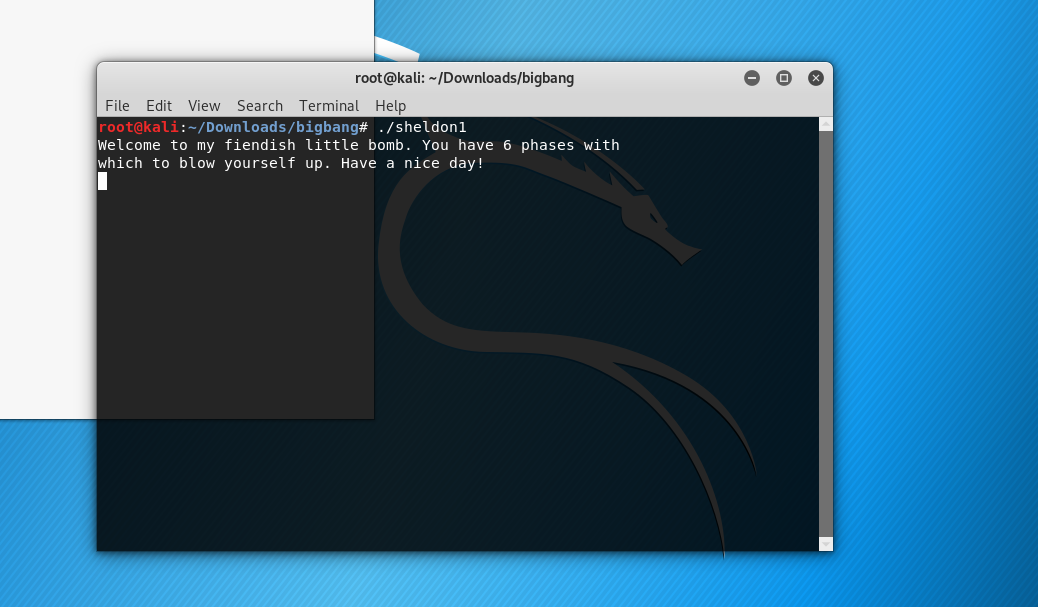 root@kali: ~/Downloads/bigbang
File Edit View Search Terminal Help
root@kali:~/Downloads/bigbang# ./sheldon1
Welcome to my fiendish little bomb. You have 6 phases with
which to blow yourself up. Have a nice day!